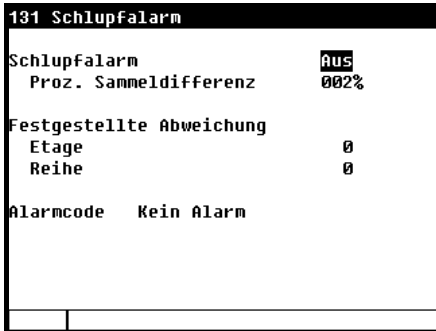 131 Schlupfalarm
Schlupfalarm Aus
Proz. Sammeldifferenz 002%
Festgestellte Abweichung
Etage 0
Reihe 0
Alarmcode Kein Alarm